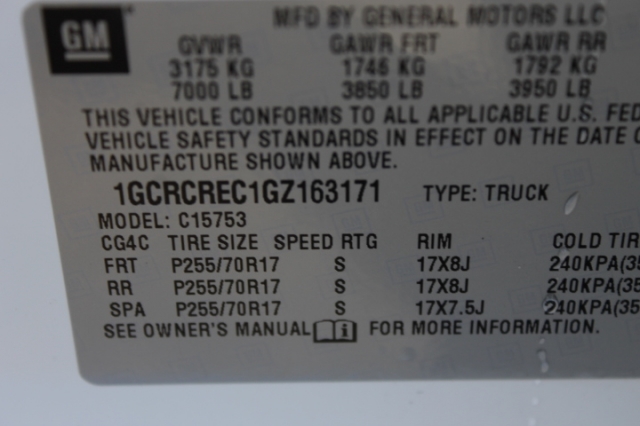 GM
MFD BY GENERAL MOTORS LLC
GVWR GAWR FRT GAWR RR
3175 KG 1746 KG 1792 KG
7000 LB 3850 LB 3950 LB
THIS VEHICLE CONFORMS TO ALL APPLICABLE U.S. FED
VEHICLE SAFETY STANDARDS IN EFFECT ON THE DATE O
MANUFACTURE SHOWN ABOVE.
1GCRCREC1GZ163171 TYPE: TRUCK
MODEL: C15753
CG4C TIRE SIZE SPEED RTG RIM COLD TIR
FRT P255/70R17 S 17X8J 240KPA(35
RR P255/70R17 S 17X8J 240KPA(35
SPA P255/70R17 S 17X7.5J 240KPA(35
SEE OWNER'S MANUAL i FOR MORE INFORMATION.